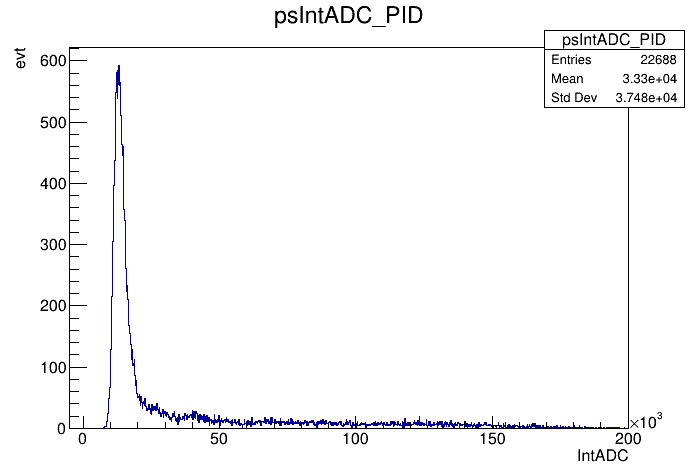 psIntADC_PID
evt
psIntADC_PID
Entries 22688
Mean 3.33e+04
Std Dev 3.748e+04
600
500
400
300
200
100
0
0 50 100 150 200 ×10³
IntADC